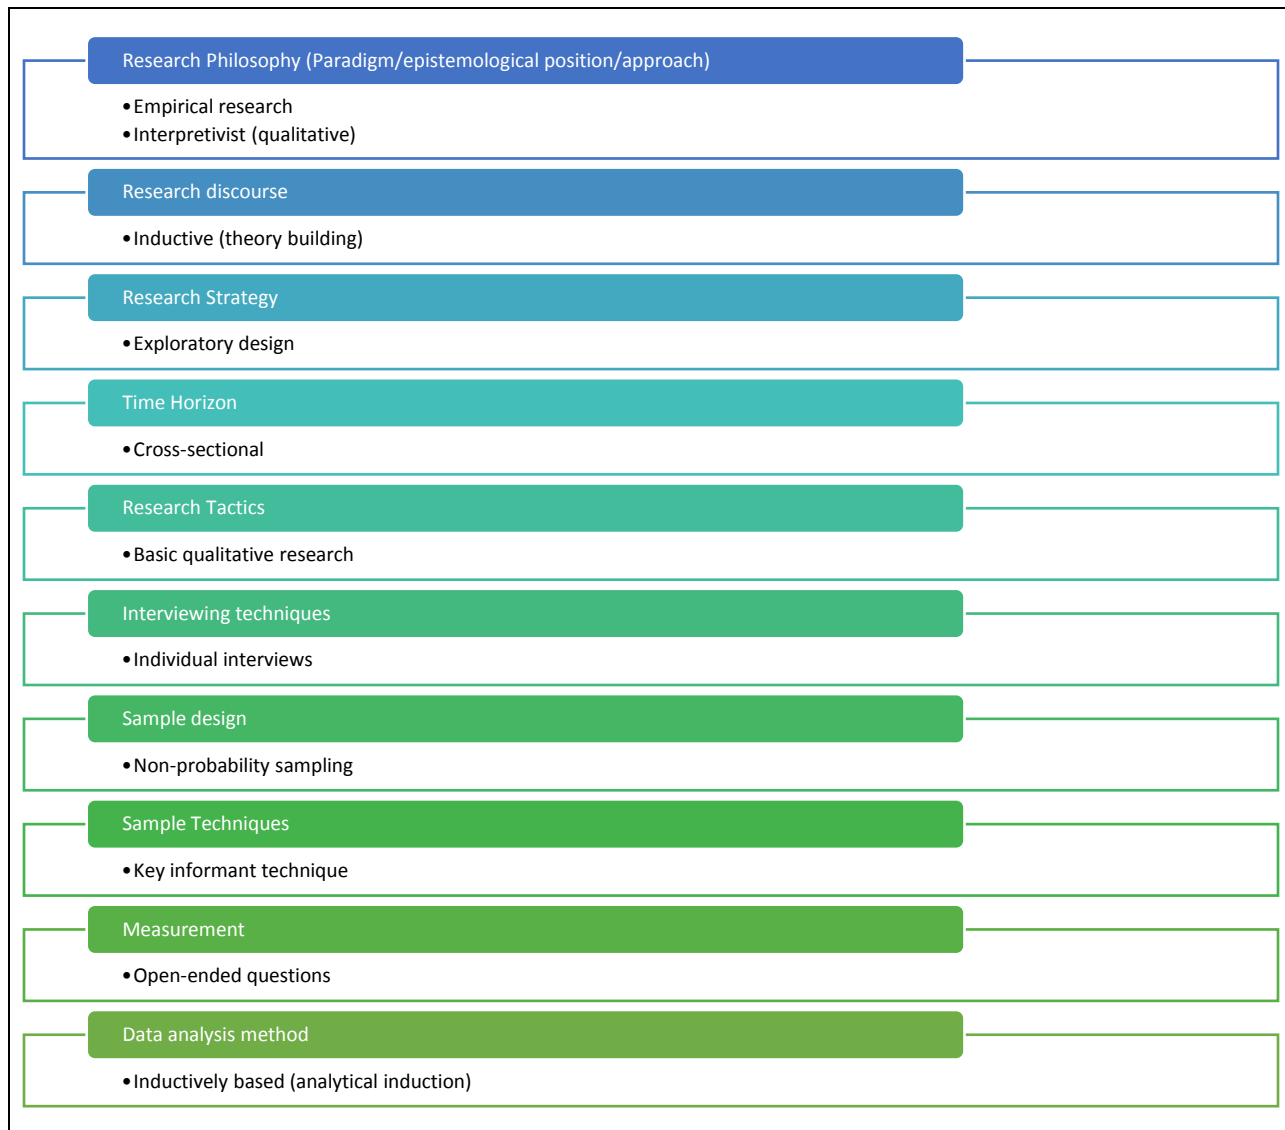 Research Philosophy (Paradigm/epistemological position/approach)
•Empirical research
•Interpretivist (qualitative)
Research discourse
•Inductive (theory building)
Research Strategy
•Exploratory design
Time Horizon
•Cross-sectional
Research Tactics
•Basic qualitative research
Interviewing techniques
•Individual interviews
Sample design
•Non-probability sampling
Sample Techniques
•Key informant technique
Measurement
•Open-ended questions
Data analysis method
•Inductively based (analytical induction)